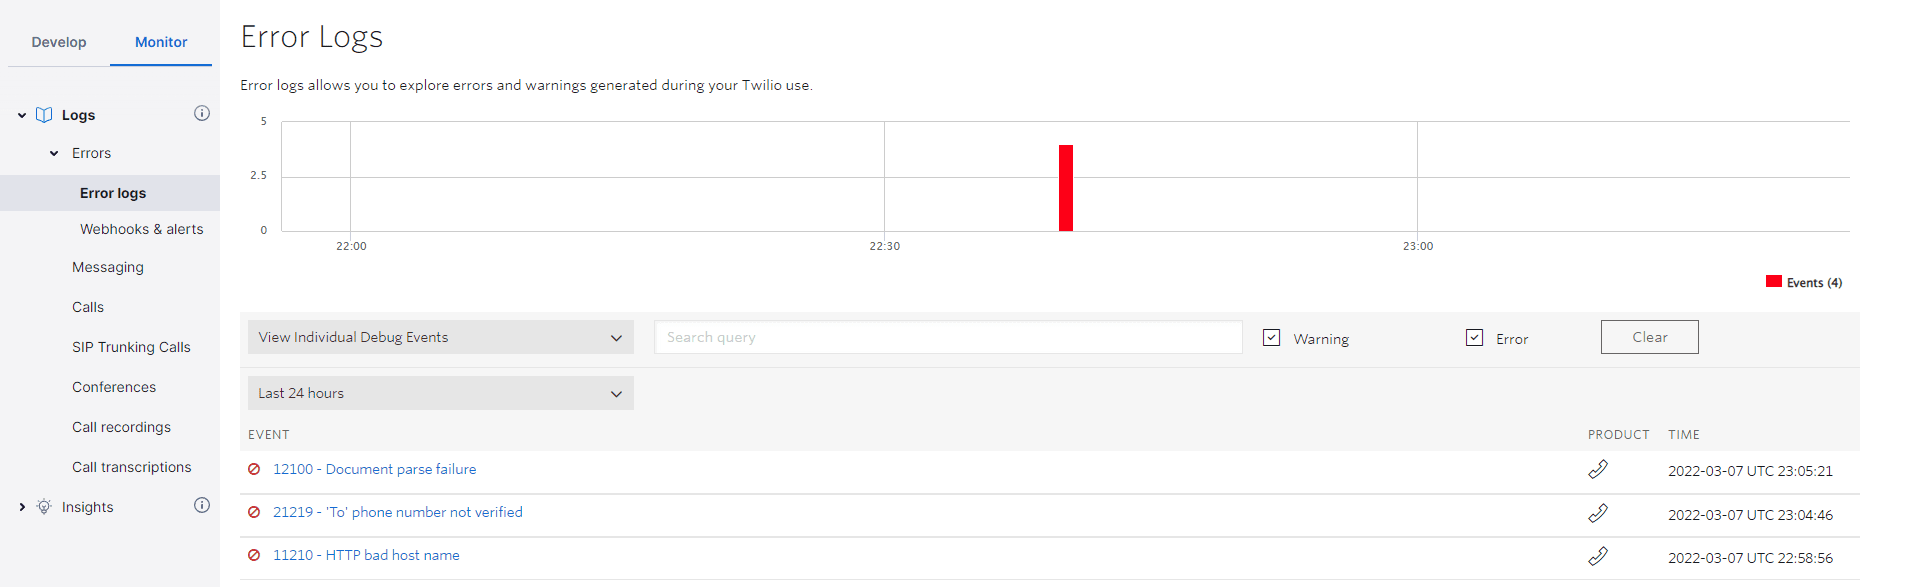 Develop Monitor
Logs
Errors
Error logs
Webhooks & alerts
Messaging
Calls
SIP Trunking Calls
Conferences
Call recordings
Call transcriptions
Insights
Error Logs
Error logs allows you to explore errors and warnings generated during your Twilio use.
5
2.5
0
22:00 22:30 23:00
Events (4)
View Individual Debug Events Search query Warning Error Clear
Last 24 hours
EVENT PRODUCT TIME
12100 - Document parse failure 2022-03-07 UTC 23:05:21
21219 - 'To' phone number not verified 2022-03-07 UTC 23:04:46
11210 - HTTP bad host name 2022-03-07 UTC 22:58:56